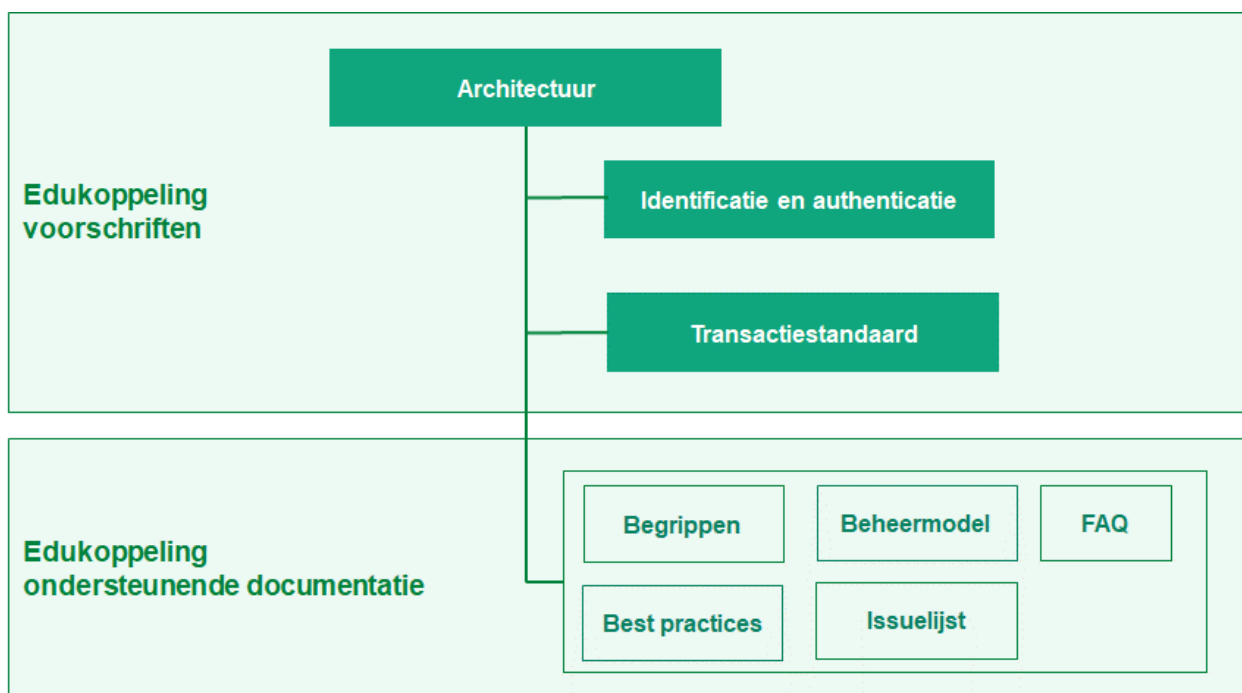 Architectuur
Edukoppeling
voorschriften
Identificatie en authenticatie
Transactiestandaard
Edukoppeling
ondersteunende documentatie
Begrippen
Beheermodel
FAQ
Best practices
Issuelijst